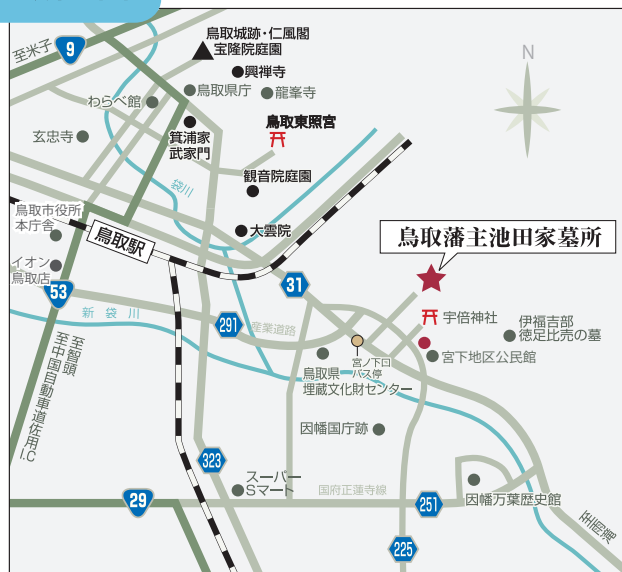 至米子
9
鳥取城跡・仁風閣
宝隆院庭園
興禅寺
鳥取県庁
龍峯寺
わらべ館
鳥取東照宮
玄忠寺
箕浦家
武家門
観音院庭園
袋川
N
鳥取市役所
本庁舎
大雲院
鳥取駅
鳥取藩主池田家墓所
イオン
鳥取店
53
31
新袋川
291
産業道路
宇倍神社
伊福吉部
徳足比売の墓
宮ノ下口
バス停
宮下地区公民館
鳥取県
埋蔵文化財センター
至智頭
至中国自動車道佐用I.C
因幡国庁跡
323
スーパー
Sマート
国府正蓮寺線
29
251
因幡万葉歴史館
225